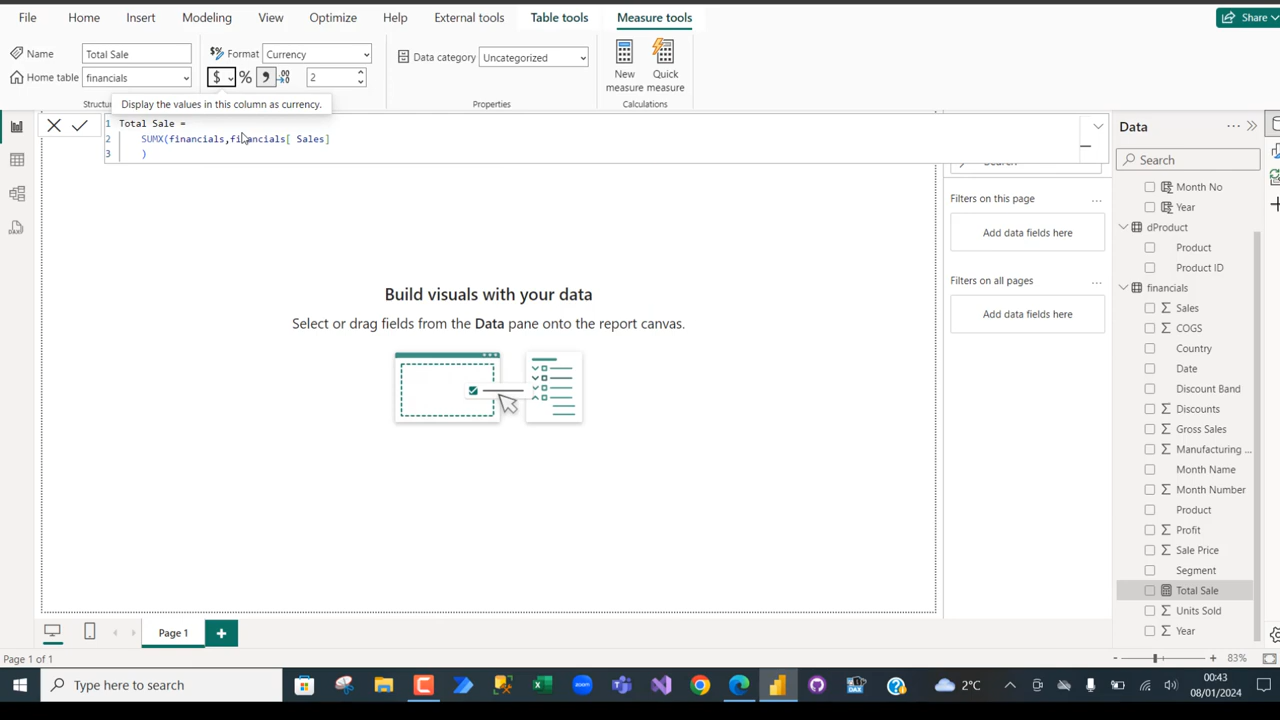 File Home Insert Modeling View Optimize Help External tools Table tools Measure tools Share
Name Total Sale
Home table financials
Format Currency
$ % 2
Data category Uncategorized
New measure
Quick measure
Properties Calculations
Display the values in this column as currency.
1 Total Sale =
2 SUMX(financials,financials[ Sales]
3 )
Build visuals with your data
Select or drag fields from the Data pane onto the report canvas.
Filters on this page ...
Add data fields here
Filters on all pages ...
Add data fields here
Data
Search
Month No
Year
dProduct
Product
Product ID
financials
Sales
COGS
Country
Date
Discount Band
Discounts
Gross Sales
Manufacturing ...
Month Name
Month Number
Product
Profit
Sale Price
Segment
Total Sale
Units Sold
Year
Page 1
Page 1 of 1
83%
Type here to search
2°C
00:43
08/01/2024